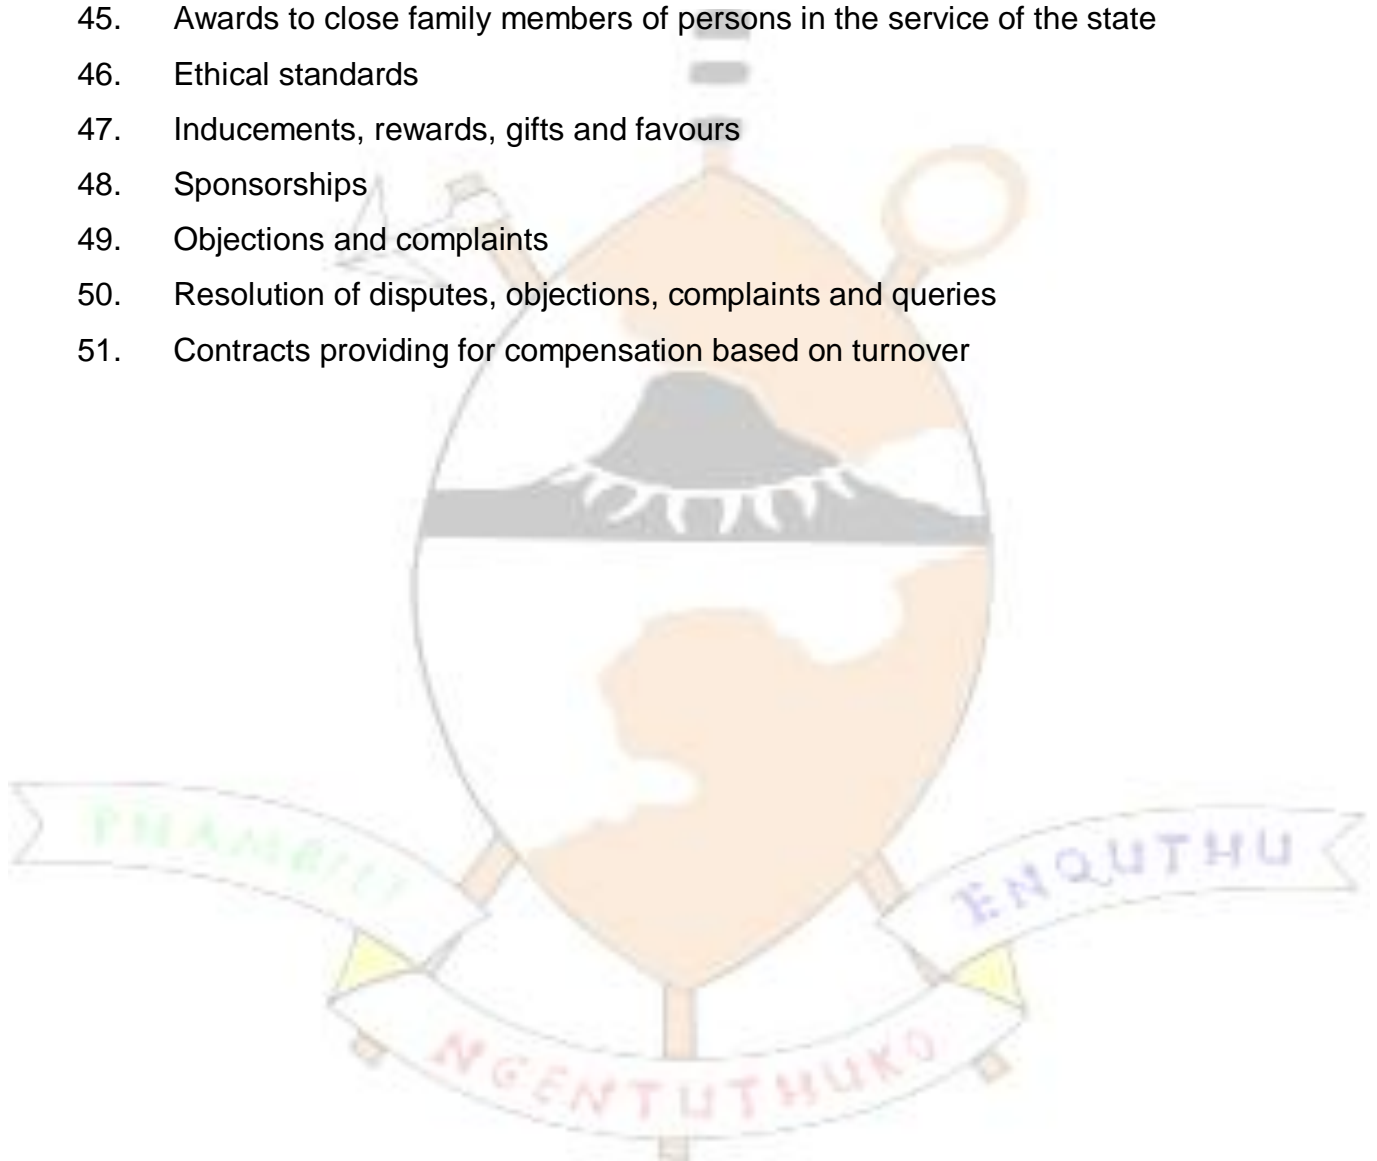 45. Awards to close family members of persons in the service of the state
46. Ethical standards
47. Inducements, rewards, gifts and favours
48. Sponsorships
49. Objections and complaints
50. Resolution of disputes, objections, complaints and queries
51. Contracts providing for compensation based on turnover
PHAMBILI
ENQUTHU
NGENTUTHUKO